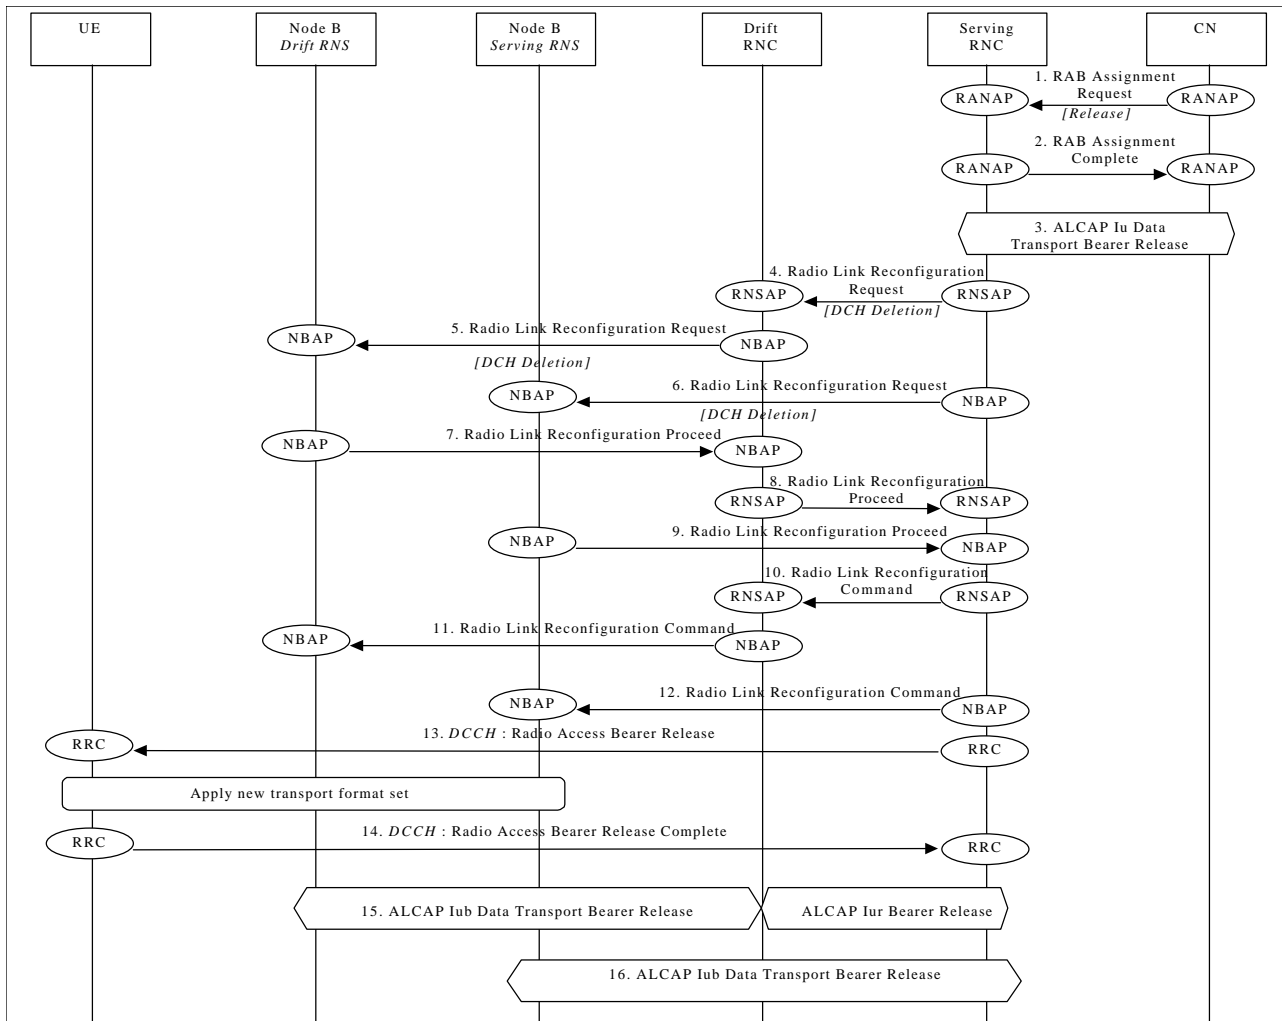 UE
Node B
Drift RNS
Node B
Serving RNS
Drift
RNC
Serving
RNC
CN
1. RAB Assignment
Request
[Release]
RANAP
RANAP
2. RAB Assignment
Complete
RANAP
RANAP
3. ALCAP Iu Data
Transport Bearer Release
4. Radio Link Reconfiguration
Request
[DCH Deletion]
RNSAP
RNSAP
5. Radio Link Reconfiguration Request
[DCH Deletion]
NBAP
NBAP
6. Radio Link Reconfiguration Request
[DCH Deletion]
NBAP
NBAP
7. Radio Link Reconfiguration Proceed
NBAP
NBAP
8. Radio Link Reconfiguration
Proceed
RNSAP
RNSAP
9. Radio Link Reconfiguration Proceed
NBAP
NBAP
10. Radio Link Reconfiguration
Command
RNSAP
RNSAP
11. Radio Link Reconfiguration Command
NBAP
NBAP
12. Radio Link Reconfiguration Command
NBAP
NBAP
13. DCCH : Radio Access Bearer Release
RRC
RRC
Apply new transport format set
14. DCCH : Radio Access Bearer Release Complete
RRC
RRC
15. ALCAP Iub Data Transport Bearer Release
ALCAP Iur Bearer Release
16. ALCAP Iub Data Transport Bearer Release